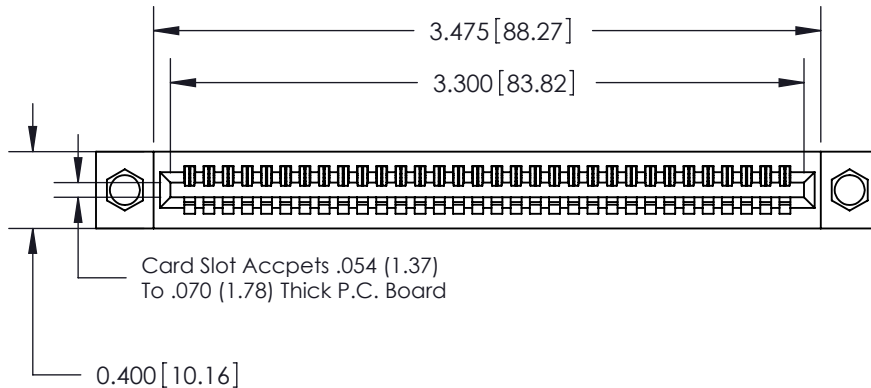 3.475[88.27]
3.300[83.82]
Card Slot Accpets .054 (1.37)
To .070 (1.78) Thick P.C. Board
0.400[10.16]